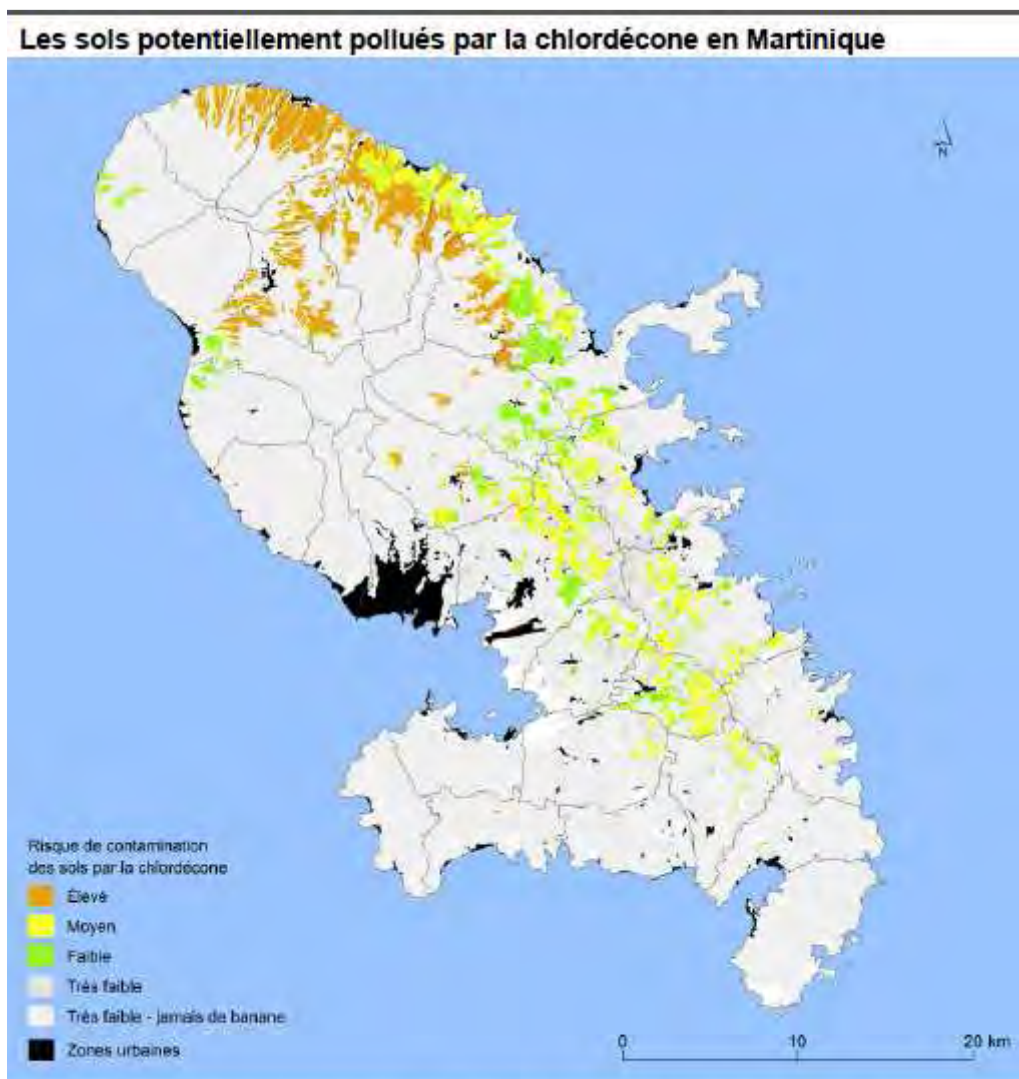 Les sols potentiellement pollués par la chlordécone en Martinique
N
Risque de contamination
des sols par la chlordécone
Élevé
Moyen
Faible
Très faible
Très faible - jamais de banane
Zones urbaines
0 10 20 km